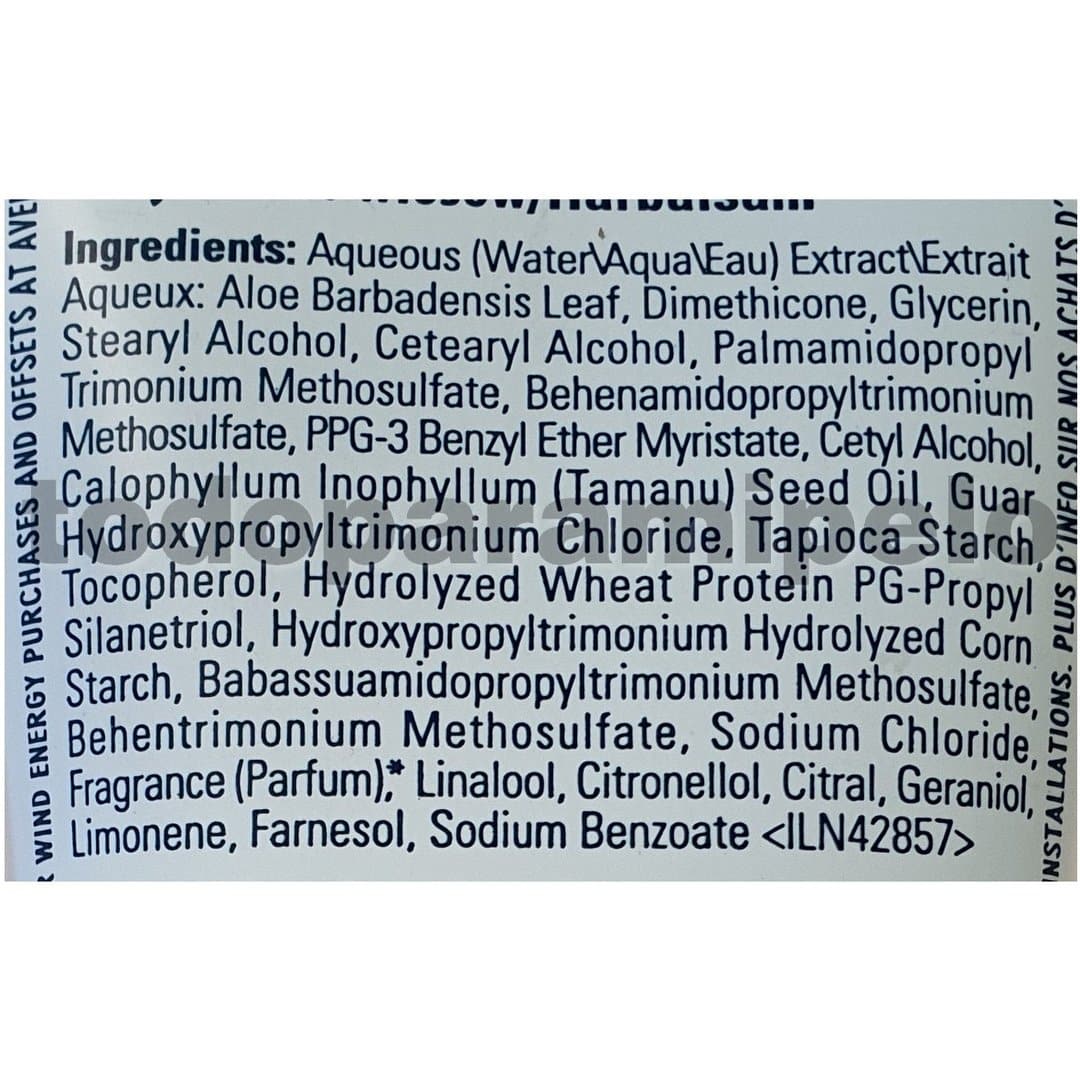 Ingredients: Aqueous (Water\Aqua\Eau) Extract\Extrait
Aqueux: Aloe Barbadensis Leaf, Dimethicone, Glycerin,
Stearyl Alcohol, Cetearyl Alcohol, Palmamidopropyl
Trimonium Methosulfate, Behenamidopropyltrimonium
Methosulfate, PPG-3 Benzyl Ether Myristate, Cetyl Alcohol,
Calophyllum Inophyllum (Tamanu) Seed Oil, Guar
Hydroxypropyltrimonium Chloride, Tapioca Starch,
Tocopherol, Hydrolyzed Wheat Protein PG-Propyl
Silanetriol, Hydroxypropyltrimonium Hydrolyzed Corn
Starch, Babassuamidopropyltrimonium Methosulfate,
Behentrimonium Methosulfate, Sodium Chloride,
Fragrance (Parfum),* Linalool, Citronellol, Citral, Geraniol,
Limonene, Farnesol, Sodium Benzoate <ILN42857>
WIND ENERGY PURCHASES AND OFFSETS AT
INSTALLATIONS. PLUS D'INFO SUR NOS ACHATS D'
todoparamipelo